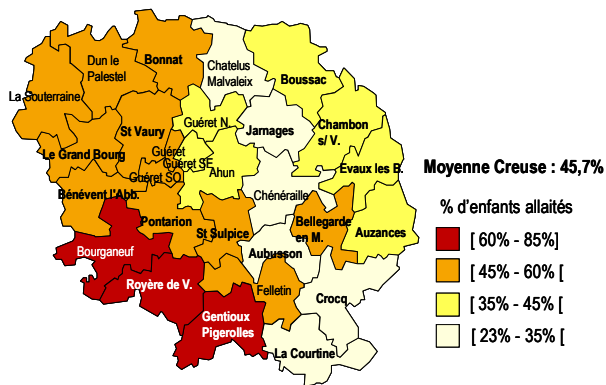 Dun le
Palestel
Bonnat
Chatelus
Malvaleix
Boussac
La Souterraine
Guéret N.
Jarnages
Chambon
s/ V.
St Vaury
Le Grand Bourg
Guéret
Guéret SE
Guéret SO
Ahun
Evaux les B.
Moyenne Creuse : 45,7%
Bénévent l'Abb.
Chénéraille
Pontarion
St Sulpice
Bellegarde
en M.
Auzances
Bourganeuf
Aubusson
Royère de V.
Felletin
Crocq
Gentioux
Pigerolles
La Courtine
% d'enfants allaités
[ 60% - 85%]
[ 45% - 60% [
[ 35% - 45% [
[ 23% - 35% [